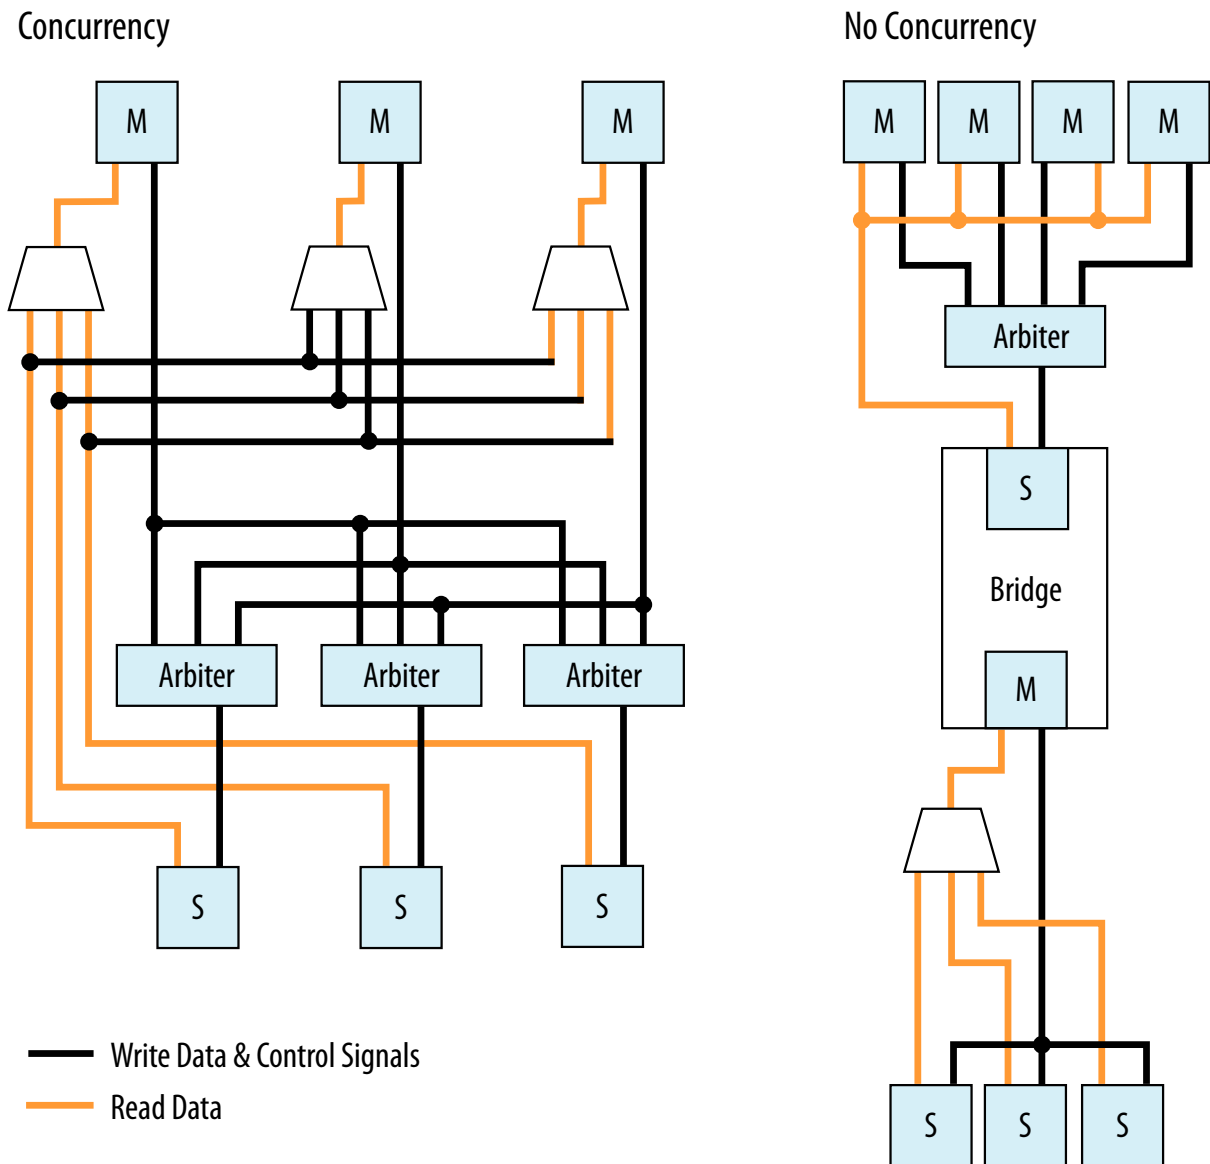 Concurrency
No Concurrency
M
M
M
M
M
M
M
Arbiter
S
Bridge
M
Arbiter
Arbiter
Arbiter
S
S
S
Write Data & Control Signals
Read Data
S
S
S